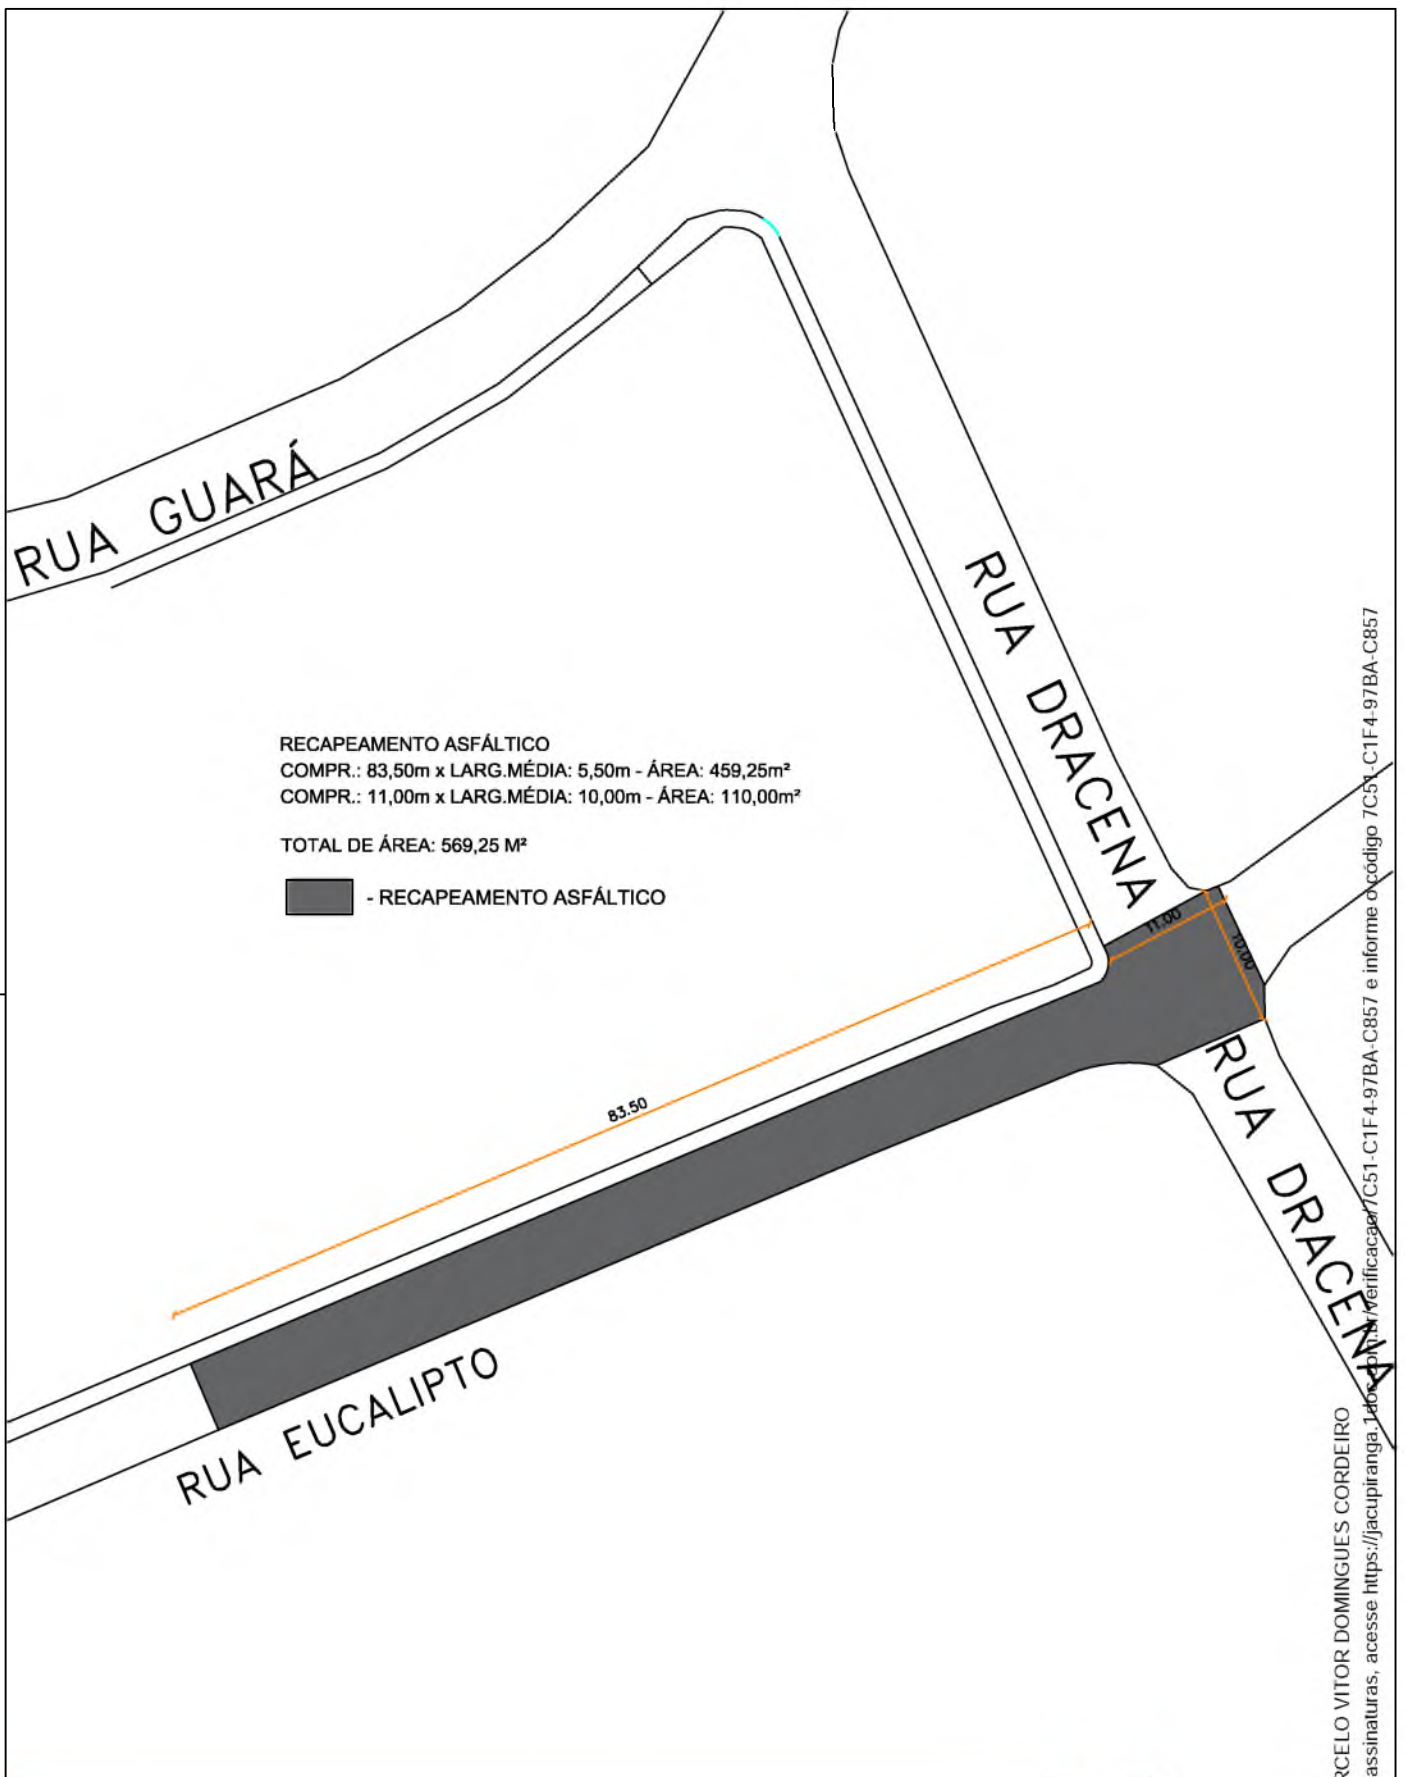 RUA GUARÁ
RUA DRACENA
RECAPEAMENTO ASFÁLTICO
COMPR.: 83,50m x LARG.MÉDIA: 5,50m - ÁREA: 459,25m²
COMPR.: 11,00m x LARG.MÉDIA: 10,00m - ÁREA: 110,00m²
TOTAL DE ÁREA: 569,25 M²
- RECAPEAMENTO ASFÁLTICO
11.00
10.00
83.50
RUA DRACENA
RUA EUCALIPTO
RCELO VITOR DOMINGUES CORDEIRO
assinaturas, acesse https://jacupiranga.1doc.com.br/verificacao/7C51-C1F4-97BA-C857 e informe o código 7C51-C1F4-97BA-C857